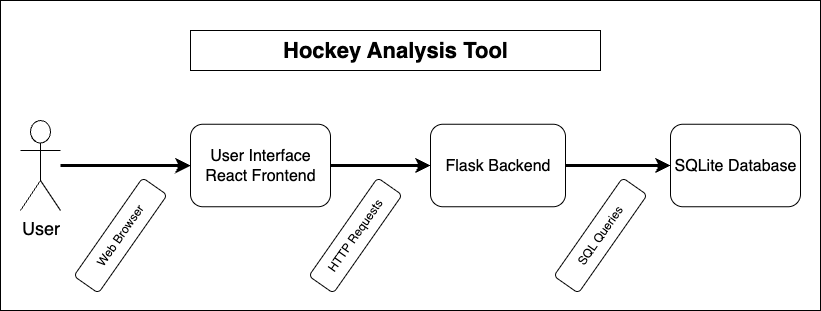 Hockey Analysis Tool
User
Web Browser
User Interface
React Frontend
HTTP Requests
Flask Backend
SQL Queries
SQLite Database